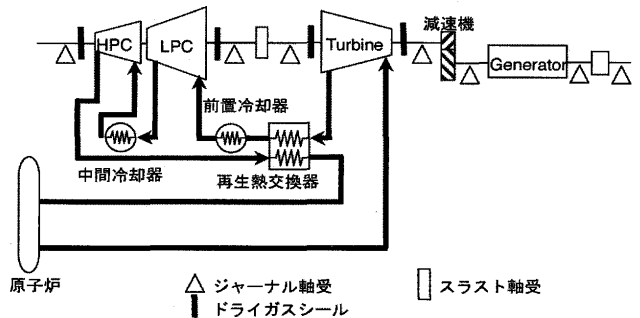 減速機
HPC
LPC
Turbine
Generator
前置冷却器
中間冷却器
再生熱交換器
原子炉
ジャーナル軸受
スラスト軸受
ドライガスシール